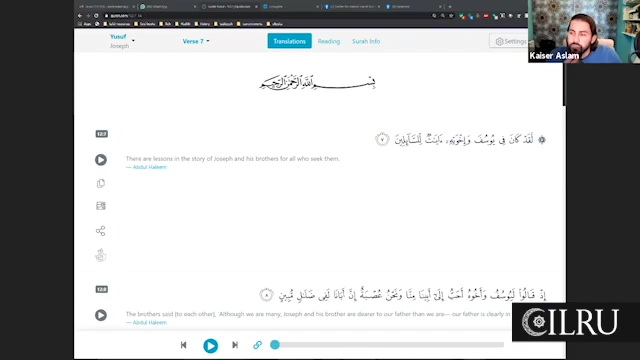 Yusuf
Joseph
Verse 7
Translations
Reading
Surah Info
Settings
Kaiser Aslam
بِسْمِ ٱللَّهِ ٱلرَّحْمَٰنِ ٱلرَّحِيمِ
12:7
۞ لَّقَدْ كَانَ فِى يُوسُفَ وَإِخْوَتِهِۦٓ ءَايَٰتٌ لِّلسَّآئِلِينَ ٧
There are lessons in the story of Joseph and his brothers for all who seek them.
— Abdul Haleem
12:8
إِذْ قَالُوا۟ لَيُوسُفُ وَأَخُوهُ أَحَبُّ إِلَىٰٓ أَبِينَا مِنَّا وَنَحْنُ عُصْبَةٌ إِنَّ أَبَانَا لَفِى ضَلَٰلٍ مُّبِينٍ ٨
The brothers said [to each other], 'Although we are many, Joseph and his brother are dearer to our father than we are— our father is clearly in
— Abdul Haleem
CILRU